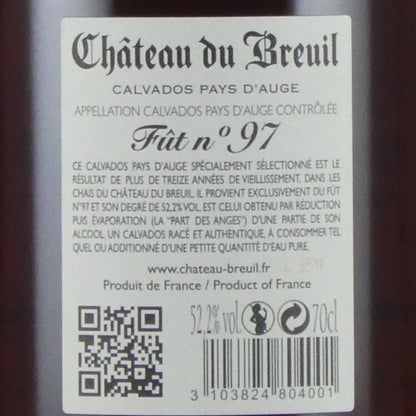 Château du Breuil
CALVADOS PAYS D'AUGE
APPELLATION CALVADOS PAYS D'AUGE CONTRÔLÉE
Fût n° 97
CE CALVADOS PAYS D'AUGE SPÉCIALEMENT SÉLECTIONNÉ EST LE
RÉSULTAT DE PLUS DE TREIZE ANNÉES DE VIEILLISSEMENT, DANS
LES CHAIS DU CHÂTEAU DU BREUIL. IL PROVIENT EXCLUSIVEMENT DU FÛT
N°97 ET SON DEGRÉ DE 52,2% VOL. EST CELUI OBTENU PAR RÉDUCTION
PUIS ÉVAPORATION (LA "PART DES ANGES") D'UNE PARTIE DE SON
ALCOOL. UN CALVADOS RACÉ ET AUTHENTIQUE, À CONSOMMER TEL
QUEL OU ADDITIONNÉ D'UNE PETITE QUANTITÉ D'EAU PURE.
www.chateau-breuil.fr
Produit de France / Product of France
52,2% vol. 70cl
3 103824 804001